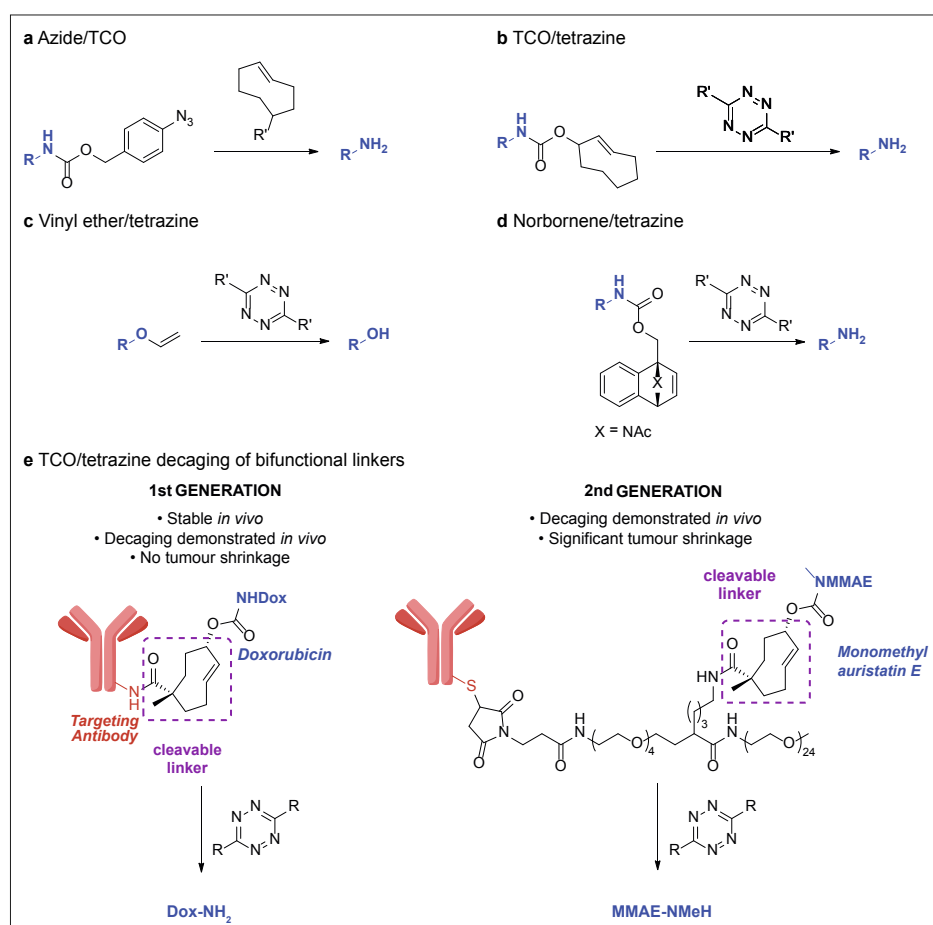 a Azide/TCO
R'
N3
H
N
R
O
O
R-NH2
b TCO/tetrazine
H
N
R
O
O
R'
N
N
N
N
R'
R-NH2
c Vinyl ether/tetrazine
R'
N
N
N
N
R'
R
O
R-OH
d Norbornene/tetrazine
H
N
R
O
O
X
X = NAc
R'
N
N
N
N
R'
R-NH2
e TCO/tetrazine decaging of bifunctional linkers
1st GENERATION
• Stable in vivo
• Decaging demonstrated in vivo
• No tumour shrinkage
NHDox
O
O
Doxorubicin
O
N
H
Targeting
Antibody
cleavable
linker
R
N
N
N
N
R
Dox-NH2
2nd GENERATION
• Decaging demonstrated in vivo
• Significant tumour shrinkage
cleavable
linker
NMMAE
O
O
Monomethyl
auristatin E
O
HN
S
O
N
O
O
H
N
O
4
3
O
H
N
O
24
R
N
N
N
N
R
MMAE-NMeH